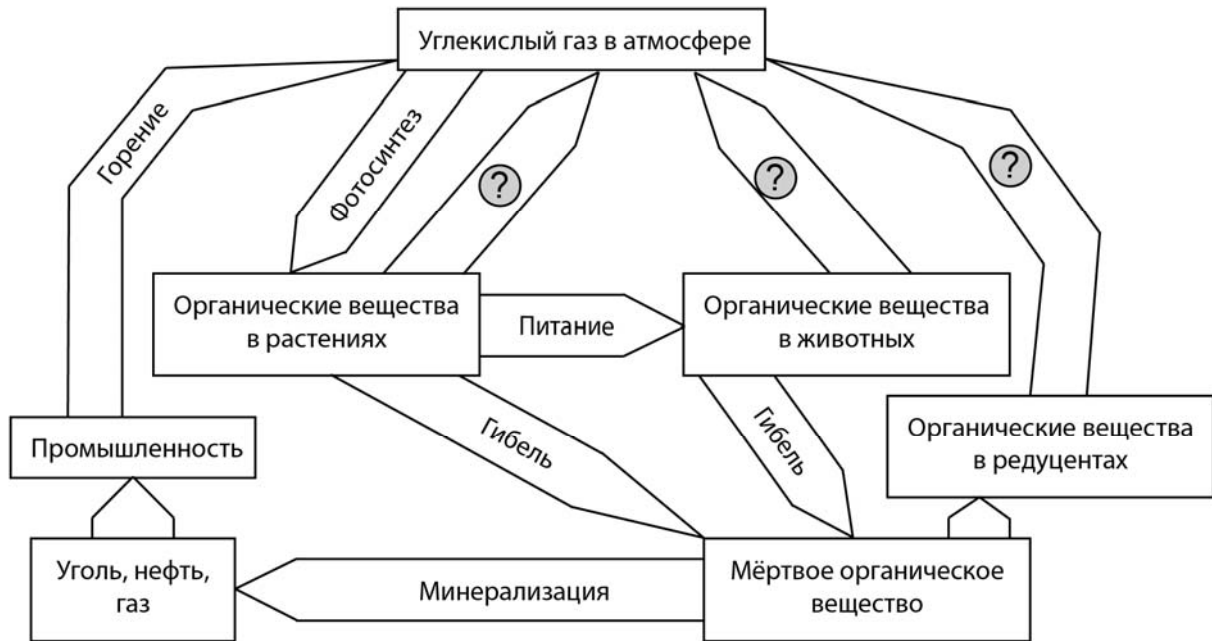 Углекислый газ в атмосфере
Горение
Фотосинтез
?
?
?
Органические вещества
в растениях
Питание
Органические вещества
в животных
Гибель
Гибель
Промышленность
Органические вещества
в редуцентах
Уголь, нефть,
газ
Минерализация
Мёртвое органическое
вещество